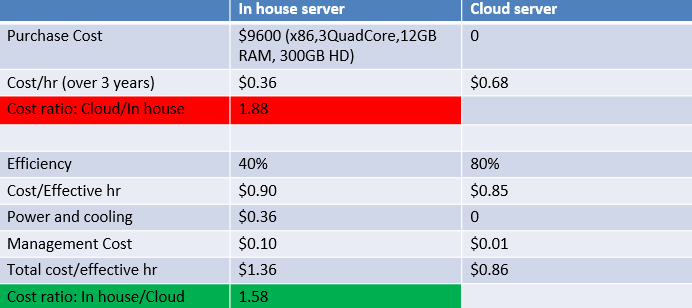 In house server Cloud server
Purchase Cost $9600 (x86,3QuadCore,12GB 0
RAM, 300GB HD)
Cost/hr (over 3 years) $0.36 $0.68
Cost ratio: Cloud/In house 1.88
Efficiency 40% 80%
Cost/Effective hr $0.90 $0.85
Power and cooling $0.36 0
Management Cost $0.10 $0.01
Total cost/effective hr $1.36 $0.86
Cost ratio: In house/Cloud 1.58